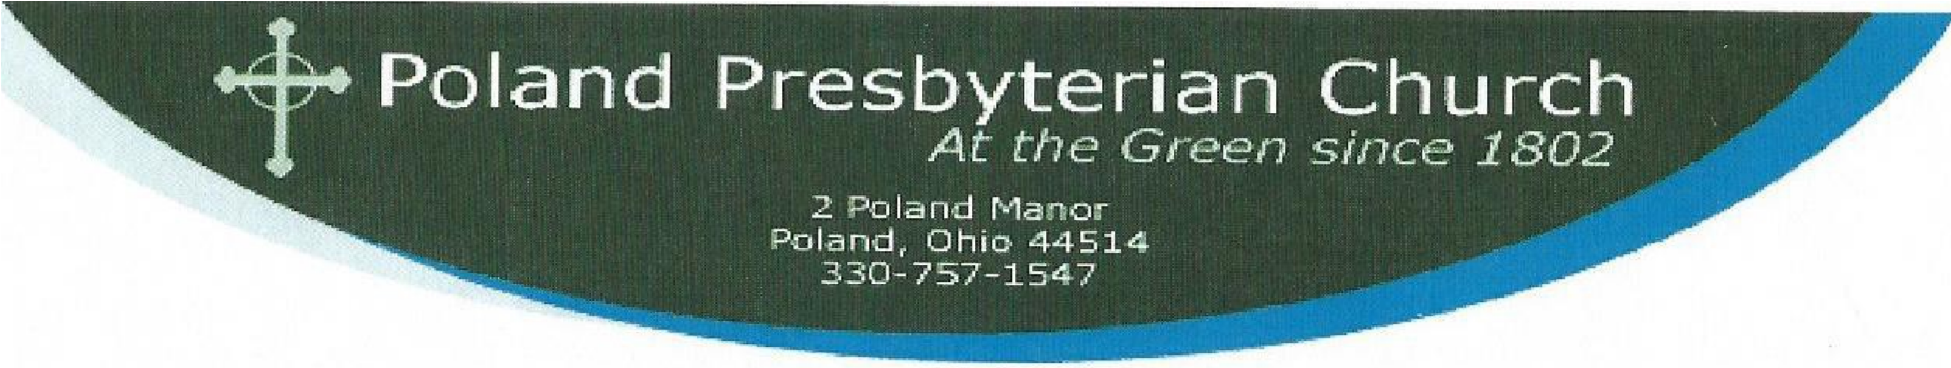 Poland Presbyterian Church
At the Green since 1802
2 Poland Manor
Poland, Ohio 44514
330-757-1547